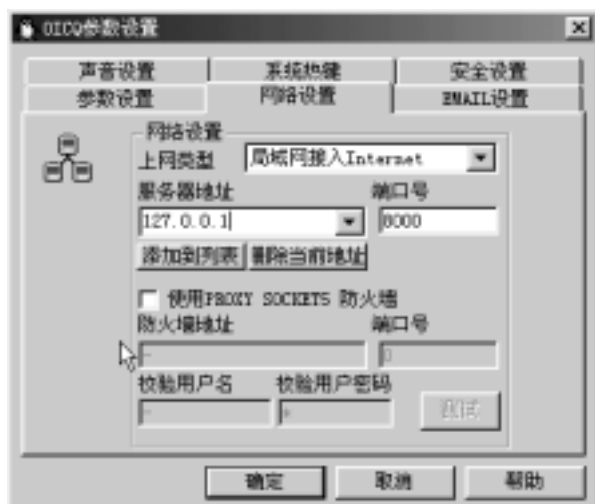 OICQ参数设置
声音设置 系统热键 安全设置
参数设置 网络设置 EMAIL设置
网络设置
上网类型 局域网接入Internet
服务器地址 端口号
127.0.0.1 8000
添加到列表 删除当前地址
使用PROXY SOCKET5 防火墙
防火墙地址 端口号
- 0
校验用户名 校验用户密码
- * 测试
确定 取消 帮助